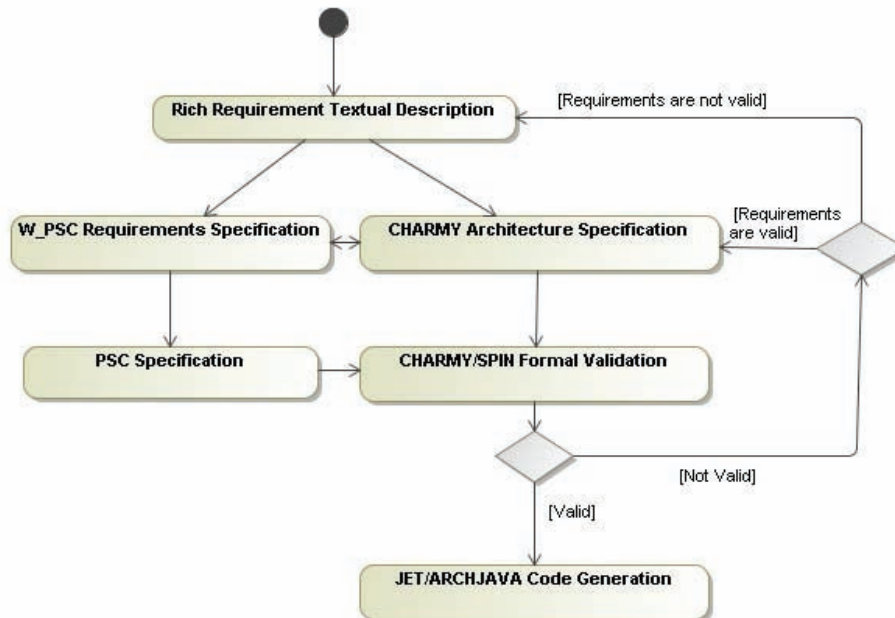 Rich Requirement Textual Description
[Requirements are not valid]
W_PSC Requirements Specification
CHARMY Architecture Specification
[Requirements
are valid]
PSC Specification
CHARMY/SPIN Formal Validation
[Not Valid]
[Valid]
JET/ARCHJAVA Code Generation